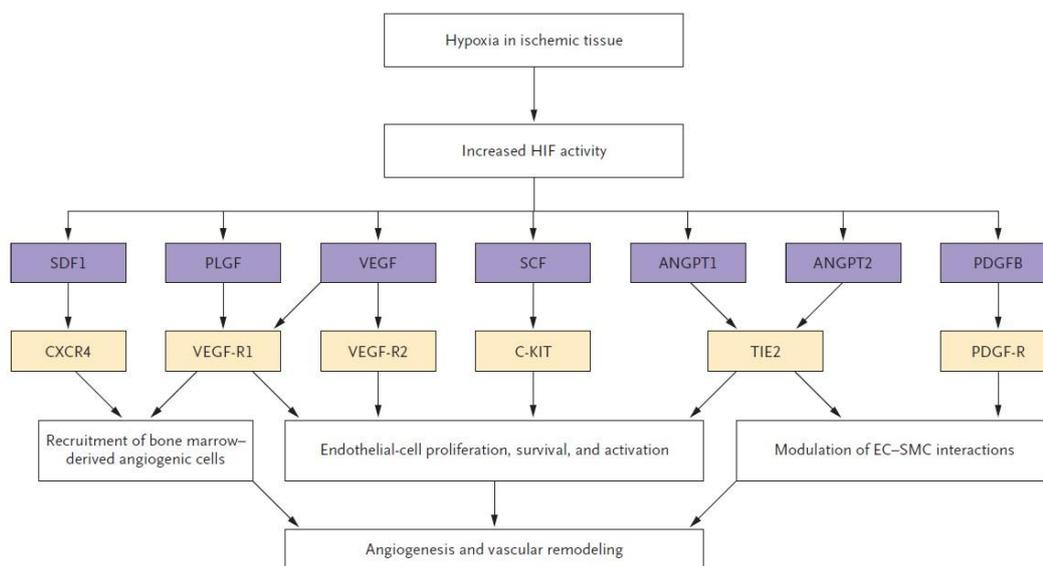 Hypoxia in ischemic tissue
Increased HIF activity
SDF1
PLGF
VEGF
SCF
ANGPT1
ANGPT2
PDGFB
CXCR4
VEGF-R1
VEGF-R2
C-KIT
TIE2
PDGF-R
Recruitment of bone marrow–
derived angiogenic cells
Endothelial-cell proliferation, survival, and activation
Modulation of EC–SMC interactions
Angiogenesis and vascular remodeling